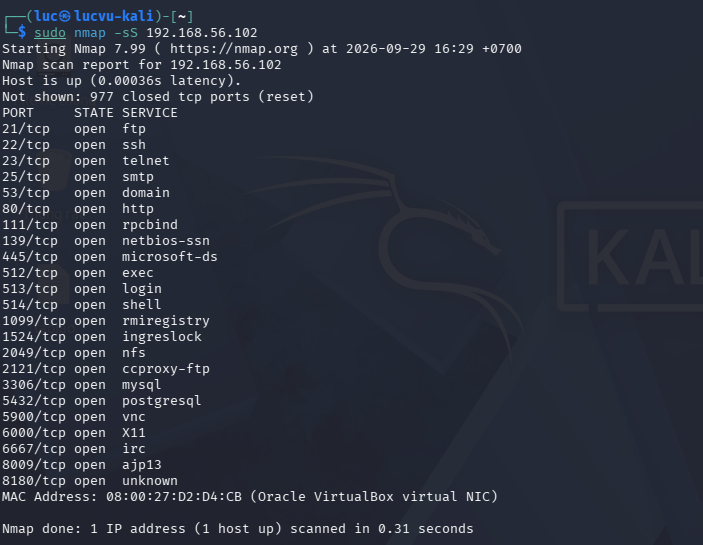 ┌──(luc㉿lucvu-kali)-[~]
└─$ sudo nmap -sS 192.168.56.102
Starting Nmap 7.99 ( https://nmap.org ) at 2026-09-29 16:29 +0700
Nmap scan report for 192.168.56.102
Host is up (0.00036s latency).
Not shown: 977 closed tcp ports (reset)
PORT     STATE SERVICE
21/tcp   open  ftp
22/tcp   open  ssh
23/tcp   open  telnet
25/tcp   open  smtp
53/tcp   open  domain
80/tcp   open  http
111/tcp  open  rpcbind
139/tcp  open  netbios-ssn
445/tcp  open  microsoft-ds
512/tcp  open  exec
513/tcp  open  login
514/tcp  open  shell
1099/tcp open  rmiregistry
1524/tcp open  ingreslock
2049/tcp open  nfs
2121/tcp open  ccproxy-ftp
3306/tcp open  mysql
5432/tcp open  postgresql
5900/tcp open  vnc
6000/tcp open  X11
6667/tcp open  irc
8009/tcp open  ajp13
8180/tcp open  unknown
MAC Address: 08:00:27:D2:D4:CB (Oracle VirtualBox virtual NIC)
Nmap done: 1 IP address (1 host up) scanned in 0.31 seconds
KAL